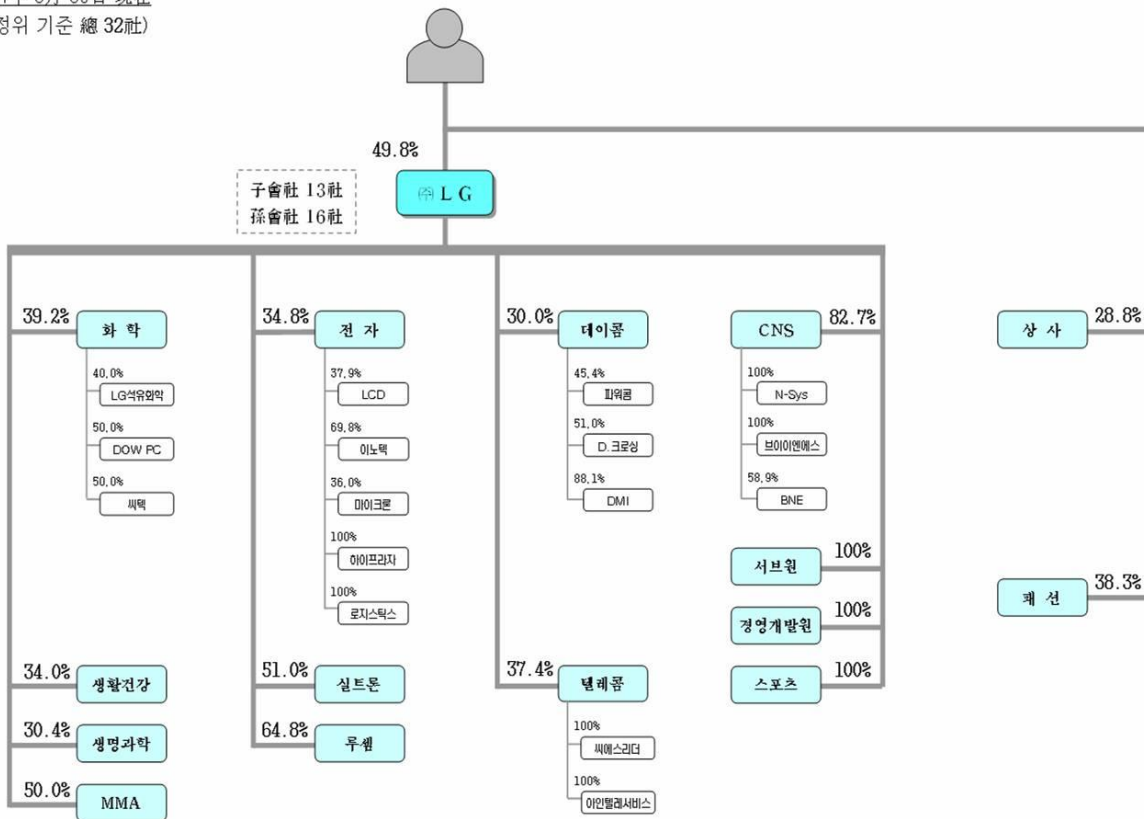 정위 기준 總 32社)
49.8%
子會社 13社
孫會社 16社
㈜ L G
39.2%
화 학
40.0%
LG석유화학
50.0%
DOW PC
50.0%
씨텍
34.0%
생활건강
30.4%
생명과학
50.0%
MMA
34.8%
전 자
37.9%
LCD
69.8%
이노텍
36.0%
마이크론
100%
하이프라자
100%
로지스틱스
51.0%
실트론
64.8%
루셈
30.0%
데이콤
45.4%
파워콤
51.0%
D.크로싱
88.1%
DMI
37.4%
텔레콤
100%
씨에스리더
100%
아인텔레서비스
CNS
82.7%
100%
N-Sys
100%
브이이엔에스
58.9%
BNE
서브원
100%
경영개발원
100%
스포츠
100%
상 사
28.8%
패 션
38.3%